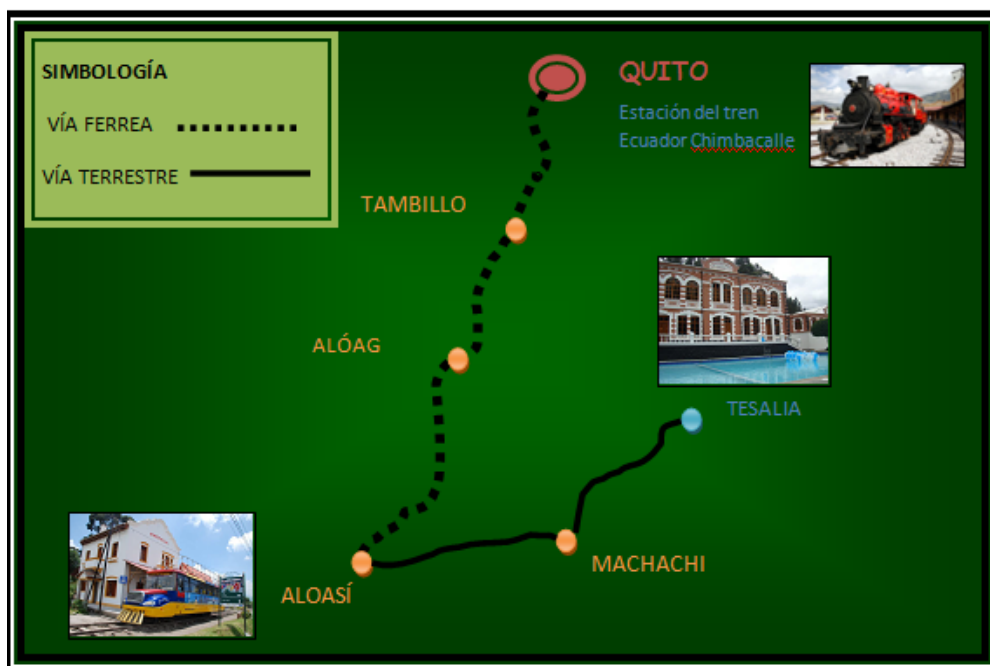 SIMBOLOGÍA
VÍA FERREA
VÍA TERRESTRE
QUITO
Estación del tren
Ecuador Chimbacalle
TAMBILLO
ALÓAG
TESALIA
MACHACHI
ALOASÍ